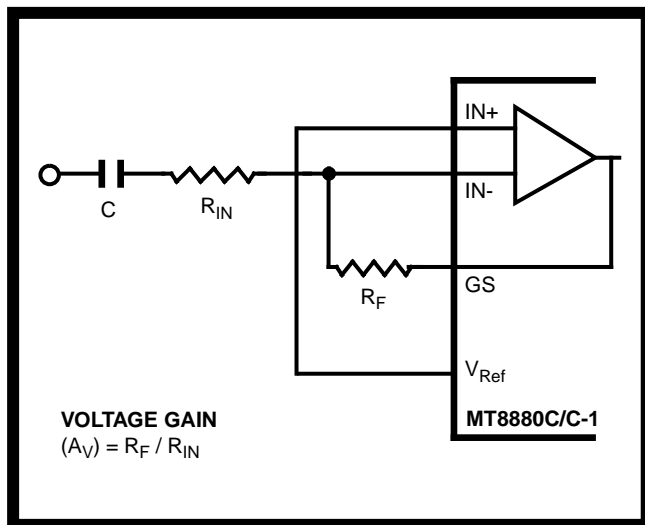 IN+
IN-
C
R_IN
R_F
GS
V_Ref
VOLTAGE GAIN
(A_V) = R_F / R_IN
MT8880C/C-1